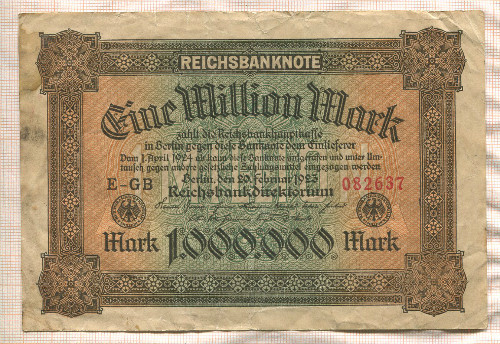 REICHSBANKNOTE
Eine Million Mark
zahlt die Reichsbankhauptkasse
in Berlin gegen diese Banknote dem Einlieferer
Vom 1. April 1924 ab kann diese Banknote aufgerufen und unter Um-
tausch gegen andere gesetzliche Zahlungsmittel eingezogen werden
Berlin, den 20. Februar 1923
E-GB
Reichsbankdirektorium
082637
Mark 1.000.000 Mark